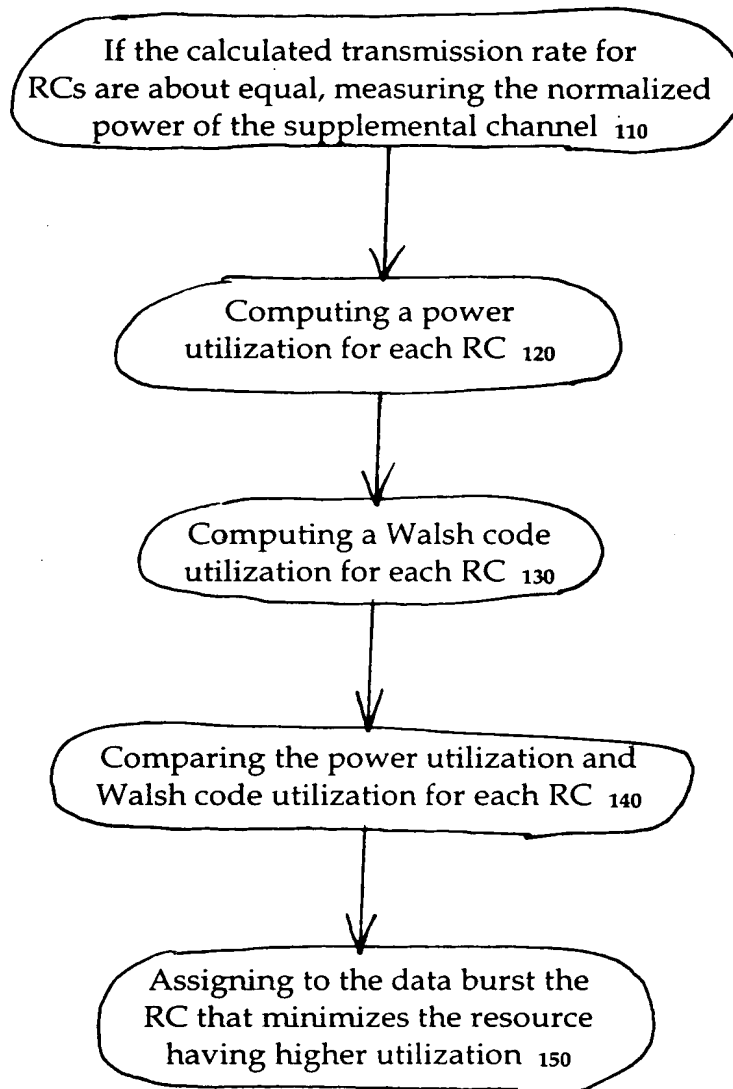 If the calculated transmission rate for
RCs are about equal, measuring the normalized
power of the supplemental channel 110
Computing a power
utilization for each RC 120
Computing a Walsh code
utilization for each RC 130
Comparing the power utilization and
Walsh code utilization for each RC 140
Assigning to the data burst the
RC that minimizes the resource
having higher utilization 150